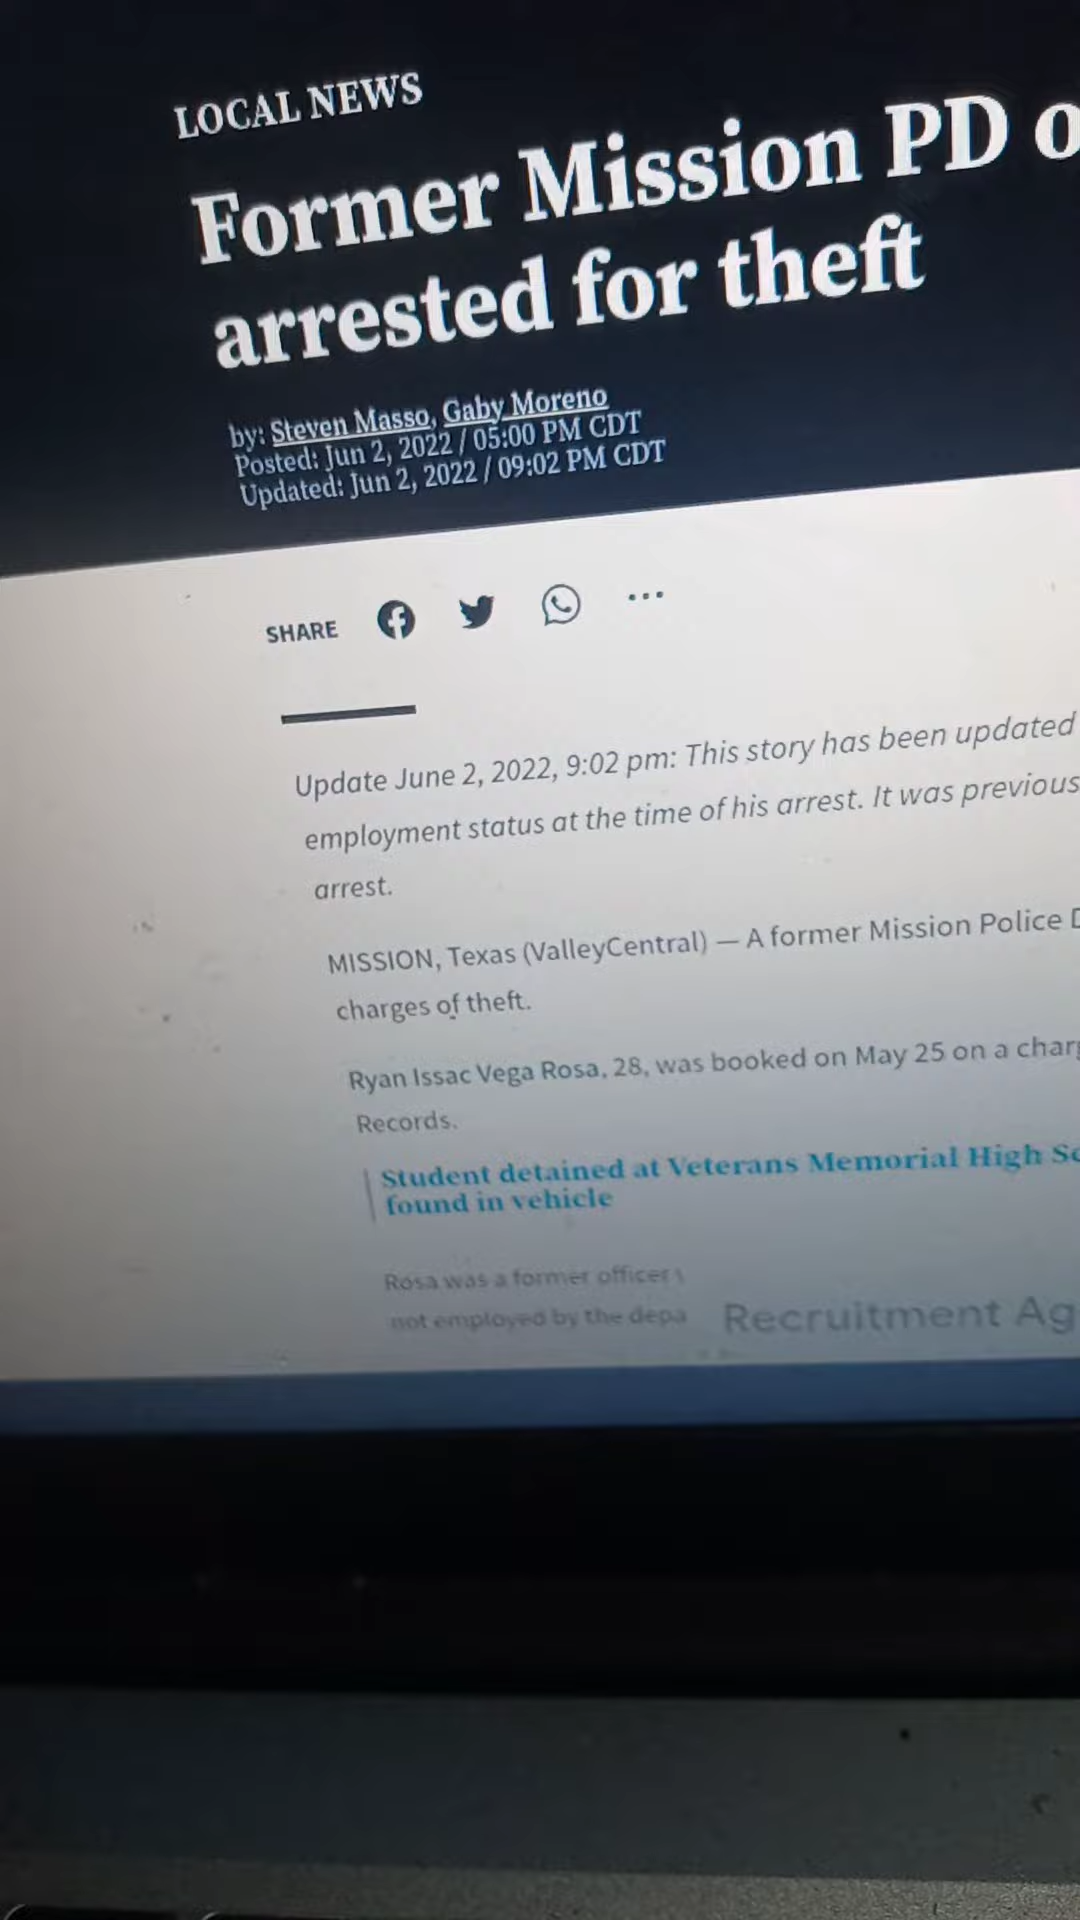 LOCAL NEWS
Former Mission PD
arrested for theft
by: Steven Masso, Gaby Moreno
Posted: Jun 2, 2022 / 05:00 PM CDT
Updated: Jun 2, 2022 / 09:02 PM CDT
SHARE
Update June 2, 2022, 9:02 pm: This story has been updated
employment status at the time of his arrest. It was previous
arrest.
MISSION, Texas (ValleyCentral) — A former Mission Police
charges of theft.
Ryan Issac Vega Rosa, 28, was booked on May 25 on a charg
Records.
Student detained at Veterans Memorial High Sc
found in vehicle
Rosa was a former officer
not employed by the depa
Recruitment Ag